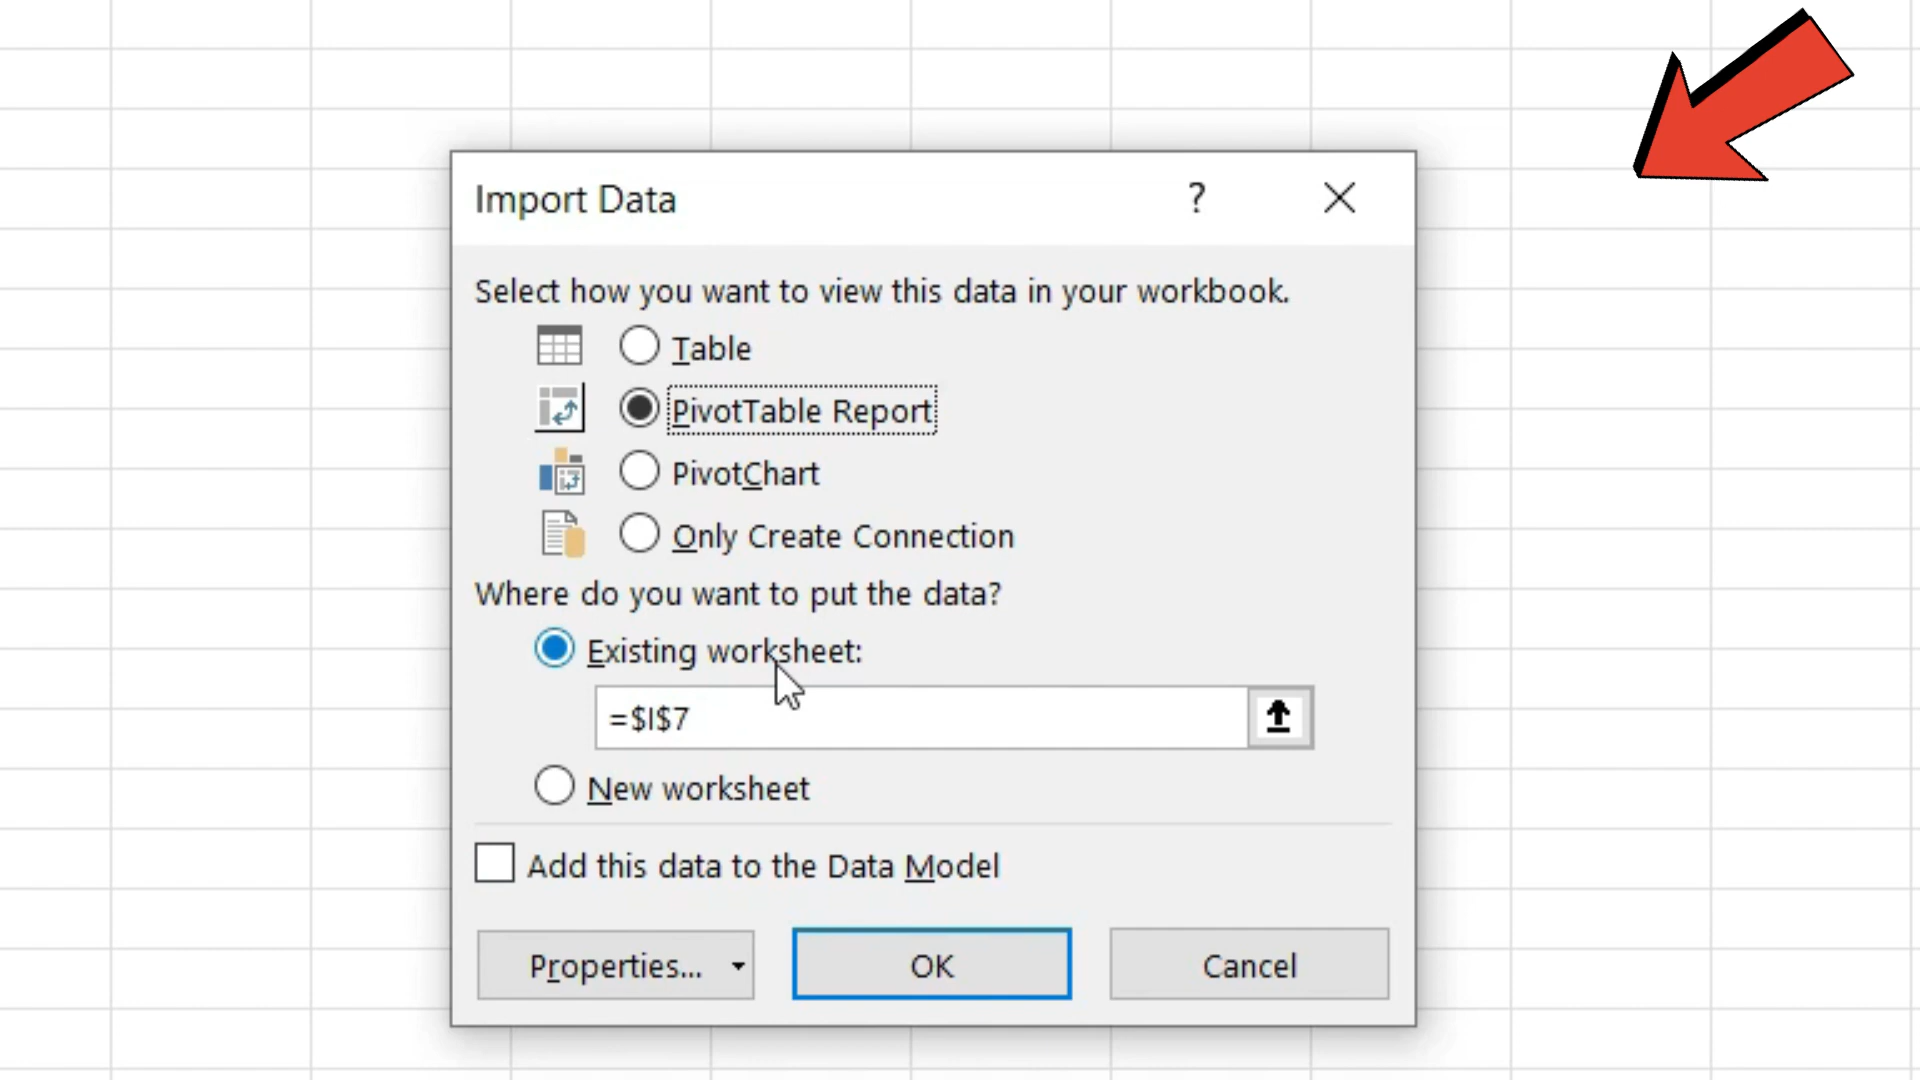 Import Data
?
Select how you want to view this data in your workbook.
Table
PivotTable Report
PivotChart
Only Create Connection
Where do you want to put the data?
Existing worksheet:
=$I$7
New worksheet
Add this data to the Data Model
Properties...
OK
Cancel